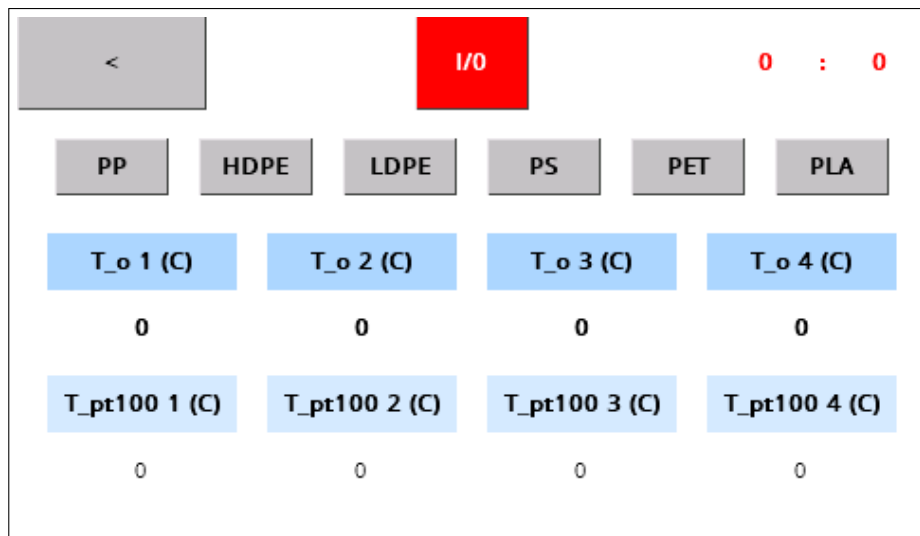 < I/0 0 : 0
PP HDPE LDPE PS PET PLA
T_o 1 (C) T_o 2 (C) T_o 3 (C) T_o 4 (C)
0 0 0 0
T_pt100 1 (C) T_pt100 2 (C) T_pt100 3 (C) T_pt100 4 (C)
0 0 0 0